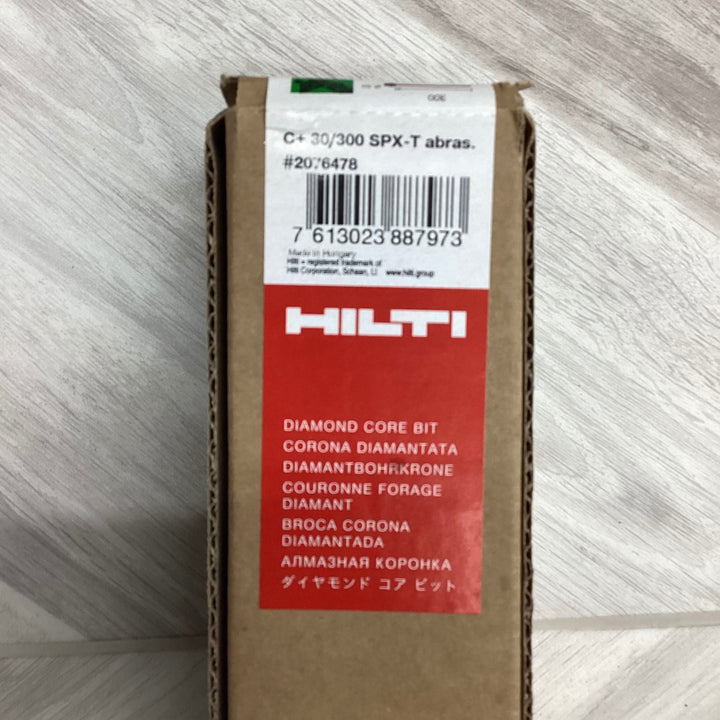 300
C+ 30/300 SPX-T abras.
#2076478
7 613023 887973
Made in Hungary
Hilti = registered trademark of
Hilti Corporation, Schaan, LI www.hilti.group
HILTI
DIAMOND CORE BIT
CORONA DIAMANTATA
DIAMANTBOHRKRONE
COURONNE FORAGE
DIAMANT
BROCA CORONA
DIAMANTADA
АЛМАЗНАЯ КОРОНКА
ダイヤモンド コア ビット